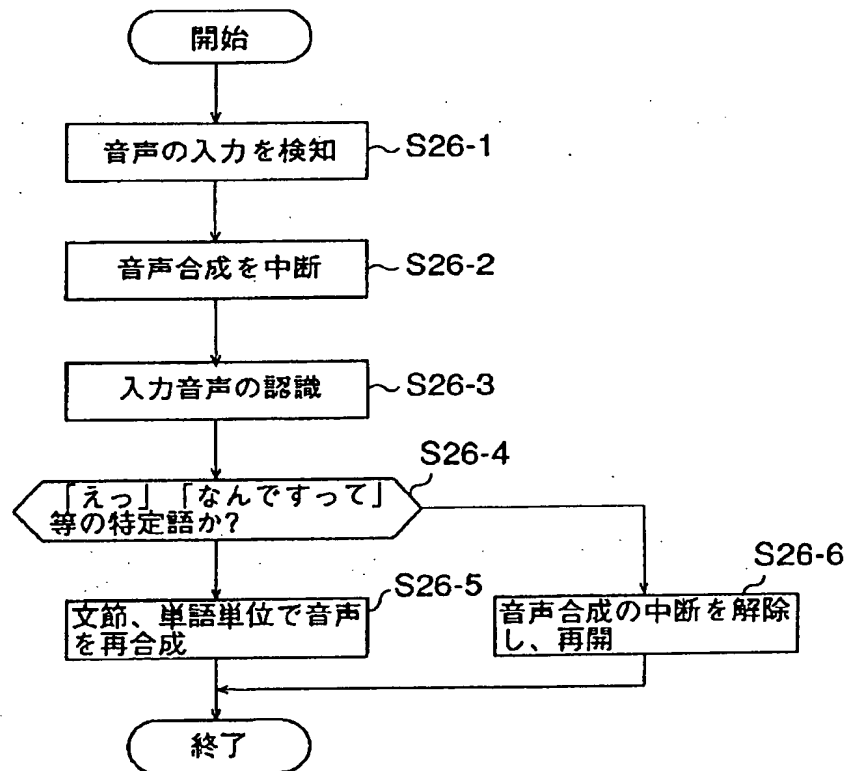 開始
音声の入力を検知
S26-1
音声合成を中断
S26-2
入力音声の認識
S26-3
S26-4
「えっ」「なんですって」
等の特定語か?
S26-5
文節、単語単位で音声
を再合成
S26-6
音声合成の中断を解除
し、再開
終了